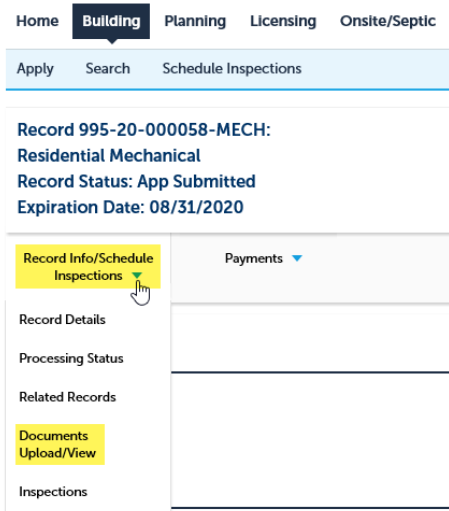 Home Building Planning Licensing Onsite/Septic
Apply Search Schedule Inspections
Record 995-20-000058-MECH:
Residential Mechanical
Record Status: App Submitted
Expiration Date: 08/31/2020
Record Info/Schedule Payments
Inspections
Record Details
Processing Status
Related Records
Documents
Upload/View
Inspections